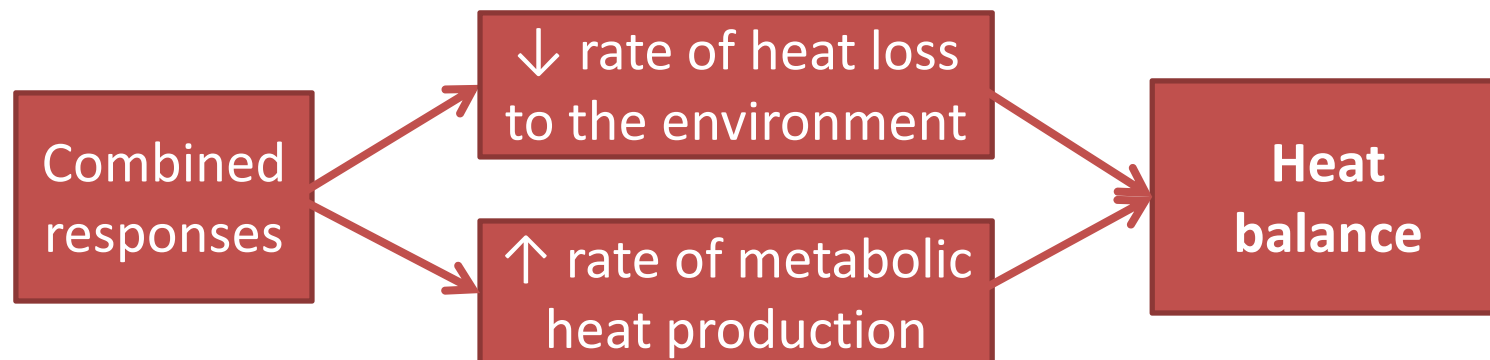 Combined
responses
↓ rate of heat loss
to the environment
↑ rate of metabolic
heat production
Heat
balance